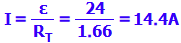 I = ε/R_T = 24/1.66 = 14.4A